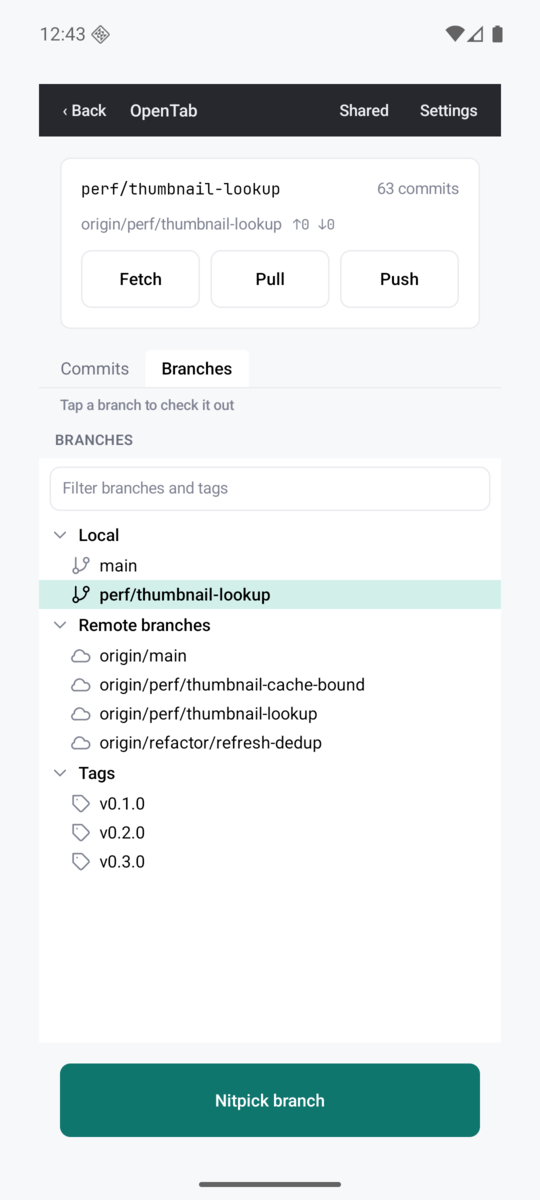 12:43
‹ Back OpenTab Shared Settings
perf/thumbnail-lookup 63 commits
origin/perf/thumbnail-lookup ↑0 ↓0
Fetch Pull Push
Commits Branches
Tap a branch to check it out
BRANCHES
Filter branches and tags
Local
main
perf/thumbnail-lookup
Remote branches
origin/main
origin/perf/thumbnail-cache-bound
origin/perf/thumbnail-lookup
origin/refactor/refresh-dedup
Tags
v0.1.0
v0.2.0
v0.3.0
Nitpick branch